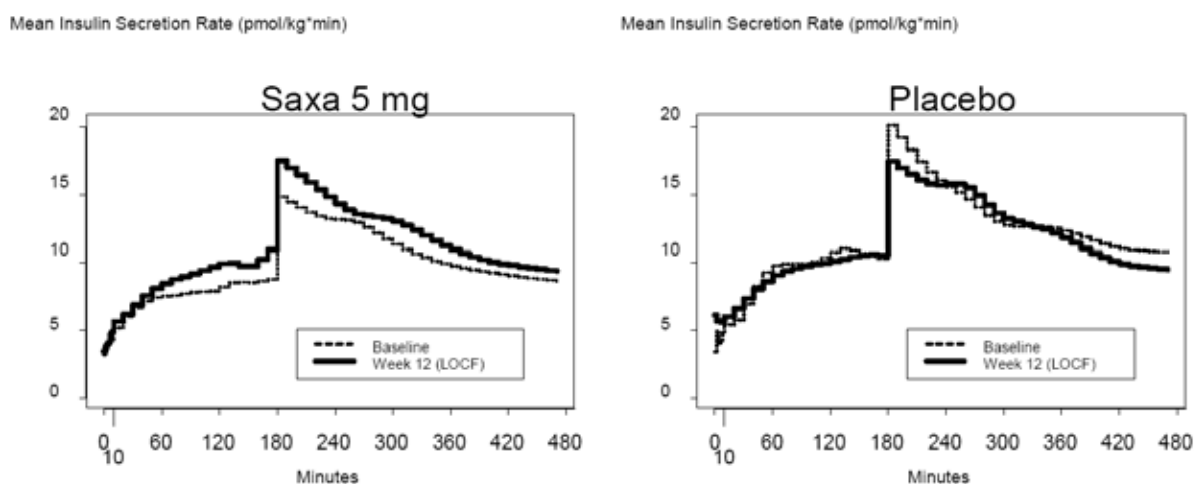 Mean Insulin Secretion Rate (pmol/kg*min)
Saxa 5 mg
20
15
10
5
0
Baseline
Week 12 (LOCF)
0 60 120 180 240 300 360 420 480
10
Minutes
Mean Insulin Secretion Rate (pmol/kg*min)
Placebo
20
15
10
5
0
Baseline
Week 12 (LOCF)
0 60 120 180 240 300 360 420 480
10
Minutes